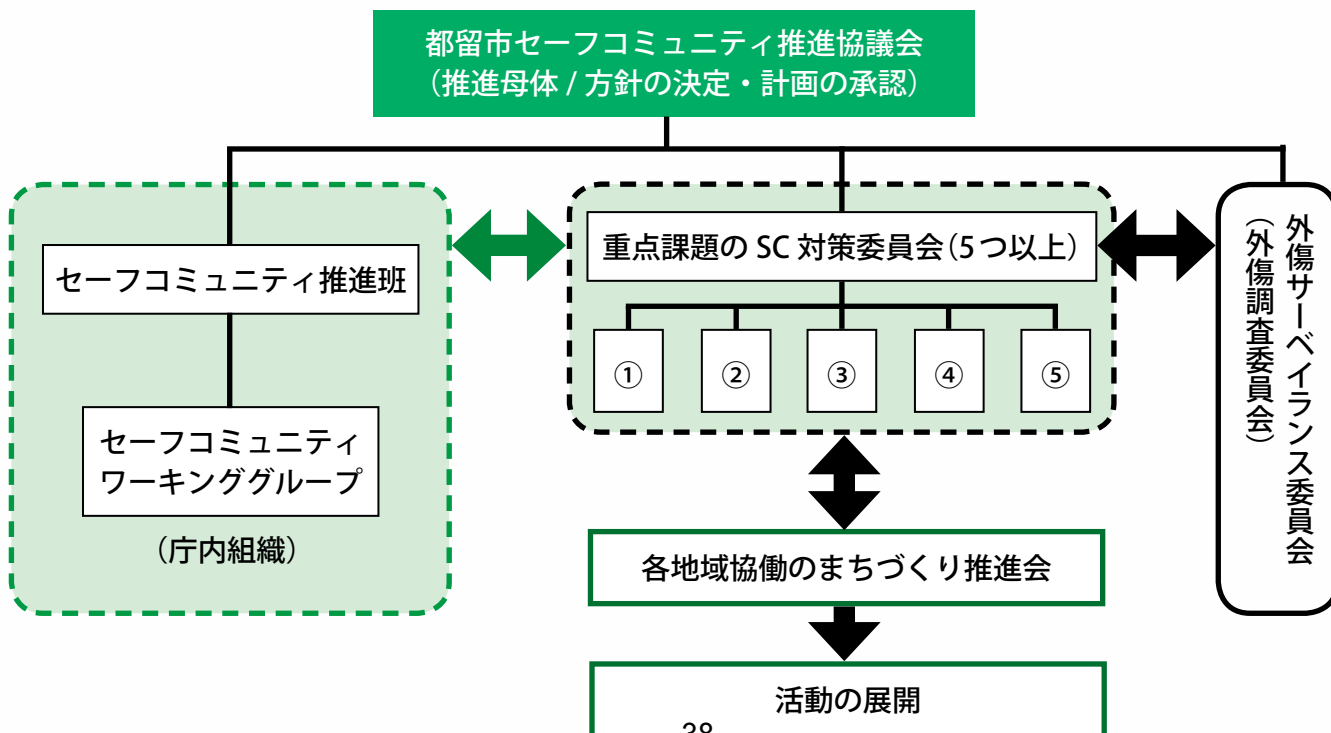 都留市セーフコミュニティ推進協議会
（推進母体 / 方針の決定・計画の承認）
セーフコミュニティ推進班
セーフコミュニティ
ワーキンググループ
（庁内組織）
重点課題の SC 対策委員会（5 つ以上）
①
②
③
④
⑤
外傷サーベイランス委員会
（外傷調査委員会）
各地域協働のまちづくり推進会
活動の展開
38